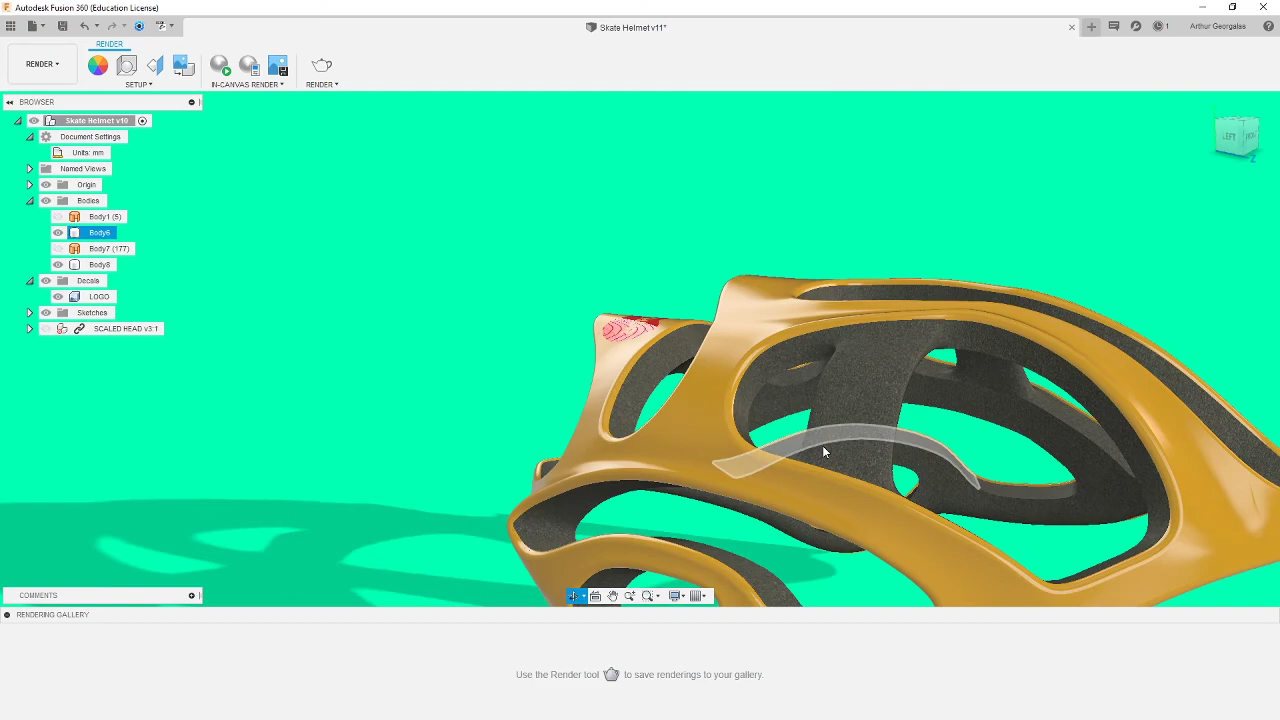 Autodesk Fusion 360 (Education License)
Skate Helmet v11*
1
Arthur Georgalas
RENDER
RENDER
SETUP
IN-CANVAS RENDER
RENDER
BROWSER
Skate Helmet v10
Document Settings
Units: mm
Named Views
Origin
Bodies
Body1 (5)
Body6
Body7 (177)
Body8
Decals
LOGO
Sketches
SCALED HEAD v3:1
LEFT
Z
COMMENTS
RENDERING GALLERY
Use the Render tool to save renderings to your gallery.